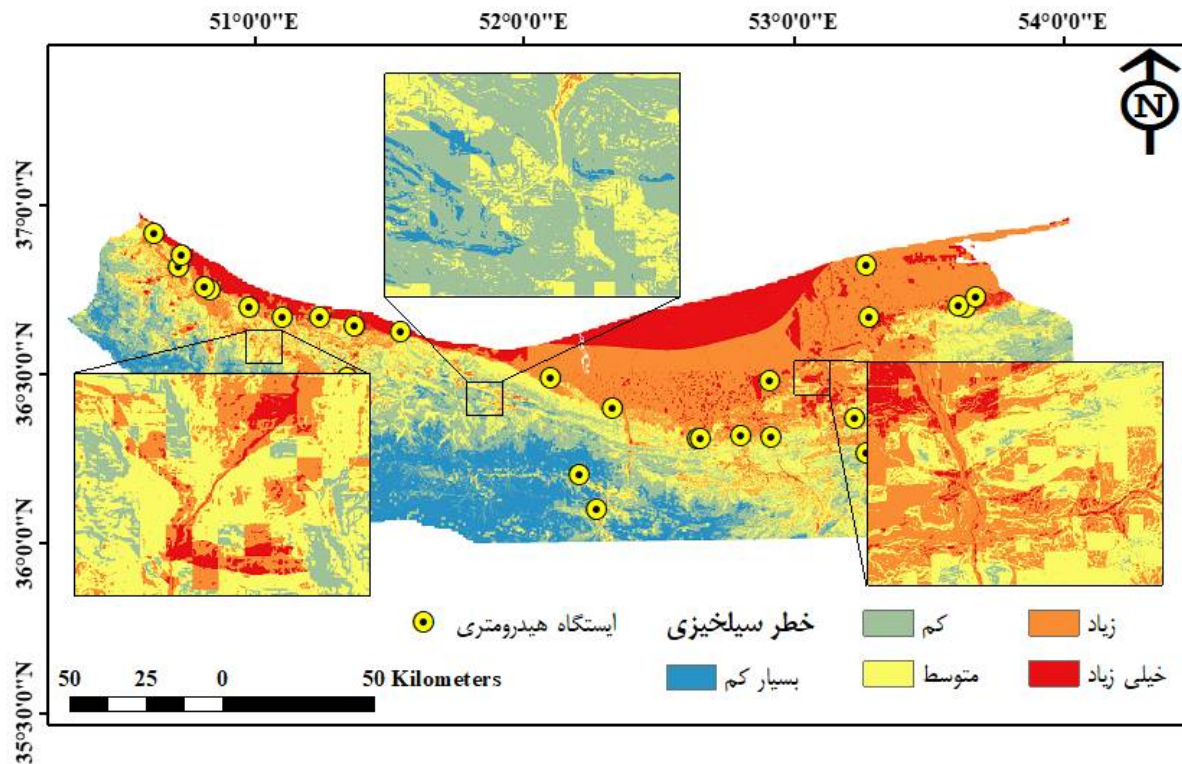 51°0'0"E 52°0'0"E 53°0'0"E 54°0'0"E
N
37°0'0"N
36°30'0"N
36°0'0"N
35°30'0"N
ایستگاه هیدرومتری
خطر سیلخیزی
کم
زیاد
بسیار کم
متوسط
خیلی زیاد
50 25 0 50 Kilometers